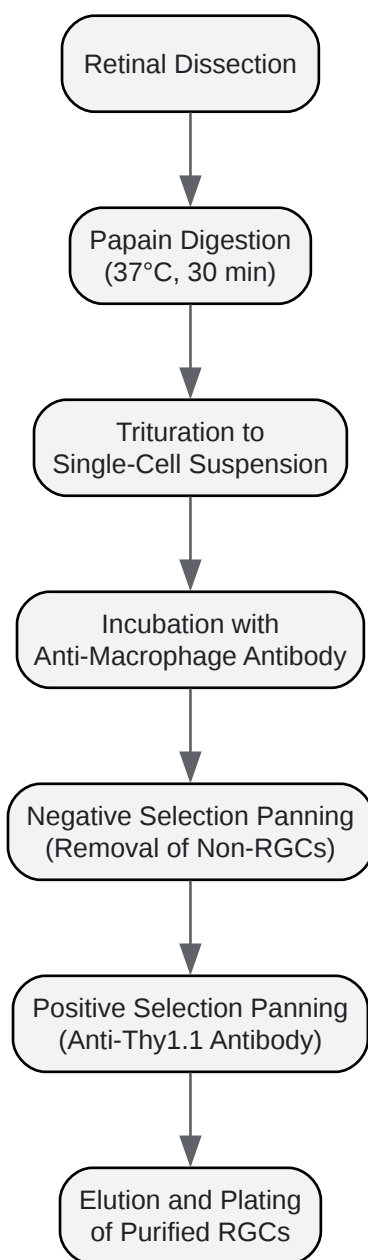 Retinal Dissection
Papain Digestion
(37°C, 30 min)
Trituration to
Single-Cell Suspension
Incubation with
Anti-Macrophage Antibody
Negative Selection Panning
(Removal of Non-RGCs)
Positive Selection Panning
(Anti-Thy1.1 Antibody)
Elution and Plating
of Purified RGCs